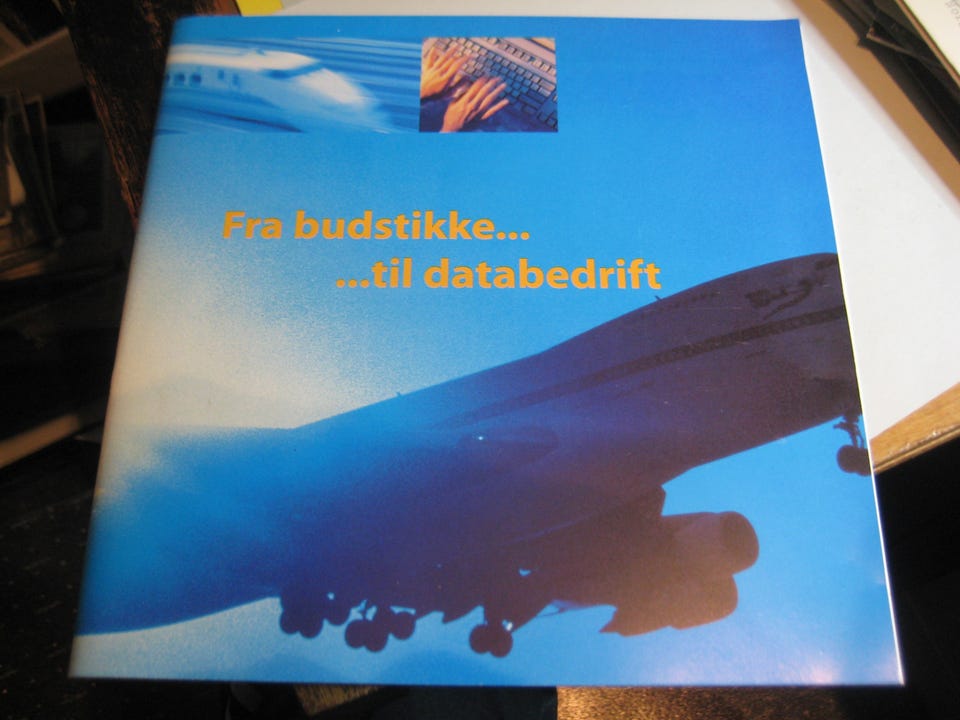 Fra budstikke...
...til databedrift